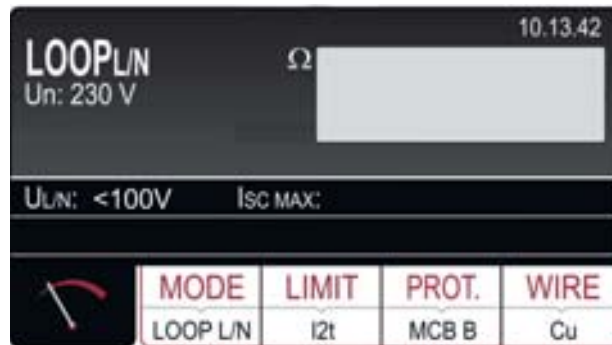 10.13.42
LOOPL/N Ω
Un: 230 V
UL/N: <100V ISC MAX:
MODE LIMIT PROT. WIRE
LOOP L/N I2t MCB B Cu